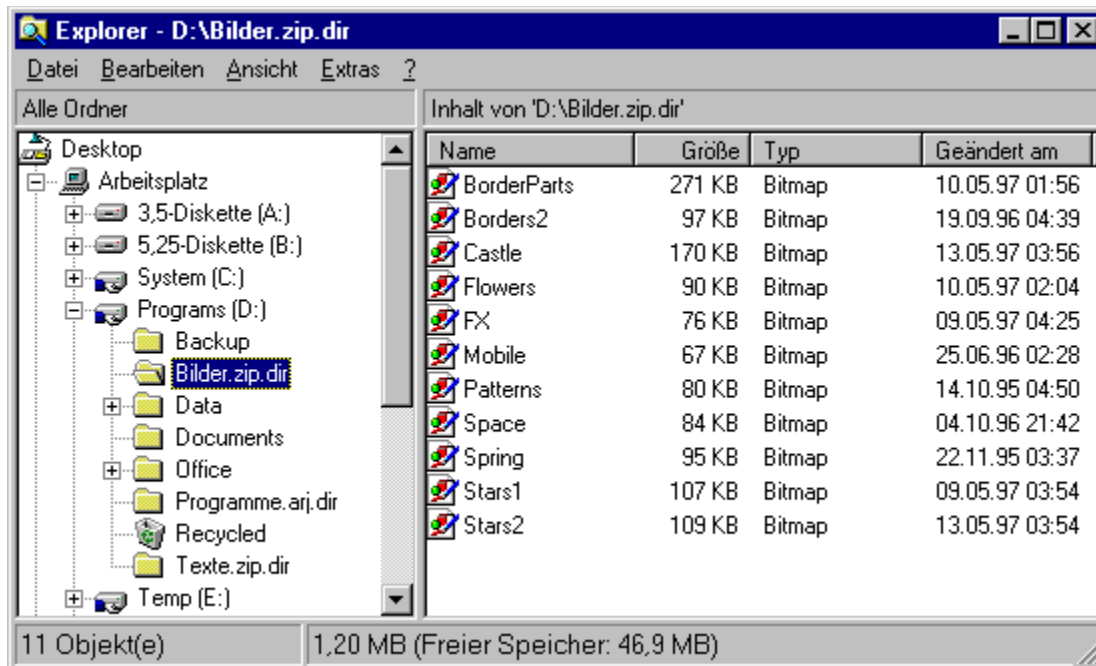 Explorer - D:\Bilder.zip.dir
Datei Bearbeiten Ansicht Extras ?
Alle Ordner
Inhalt von 'D:\Bilder.zip.dir'
Desktop
Arbeitsplatz
3,5-Diskette (A:)
5,25-Diskette (B:)
System (C:)
Programs (D:)
Backup
Bilder.zip.dir
Data
Documents
Office
Programme.arj.dir
Recycled
Texte.zip.dir
Temp (E:)
Name Größe Typ Geändert am
BorderParts 271 KB Bitmap 10.05.97 01:56
Borders2 97 KB Bitmap 19.09.96 04:39
Castle 170 KB Bitmap 13.05.97 03:56
Flowers 90 KB Bitmap 10.05.97 02:04
FX 76 KB Bitmap 09.05.97 04:25
Mobile 67 KB Bitmap 25.06.96 02:28
Patterns 80 KB Bitmap 14.10.95 04:50
Space 84 KB Bitmap 04.10.96 21:42
Spring 95 KB Bitmap 22.11.95 03:37
Stars1 107 KB Bitmap 09.05.97 03:54
Stars2 109 KB Bitmap 13.05.97 03:54
11 Objekt(e)
1,20 MB (Freier Speicher: 46,9 MB)